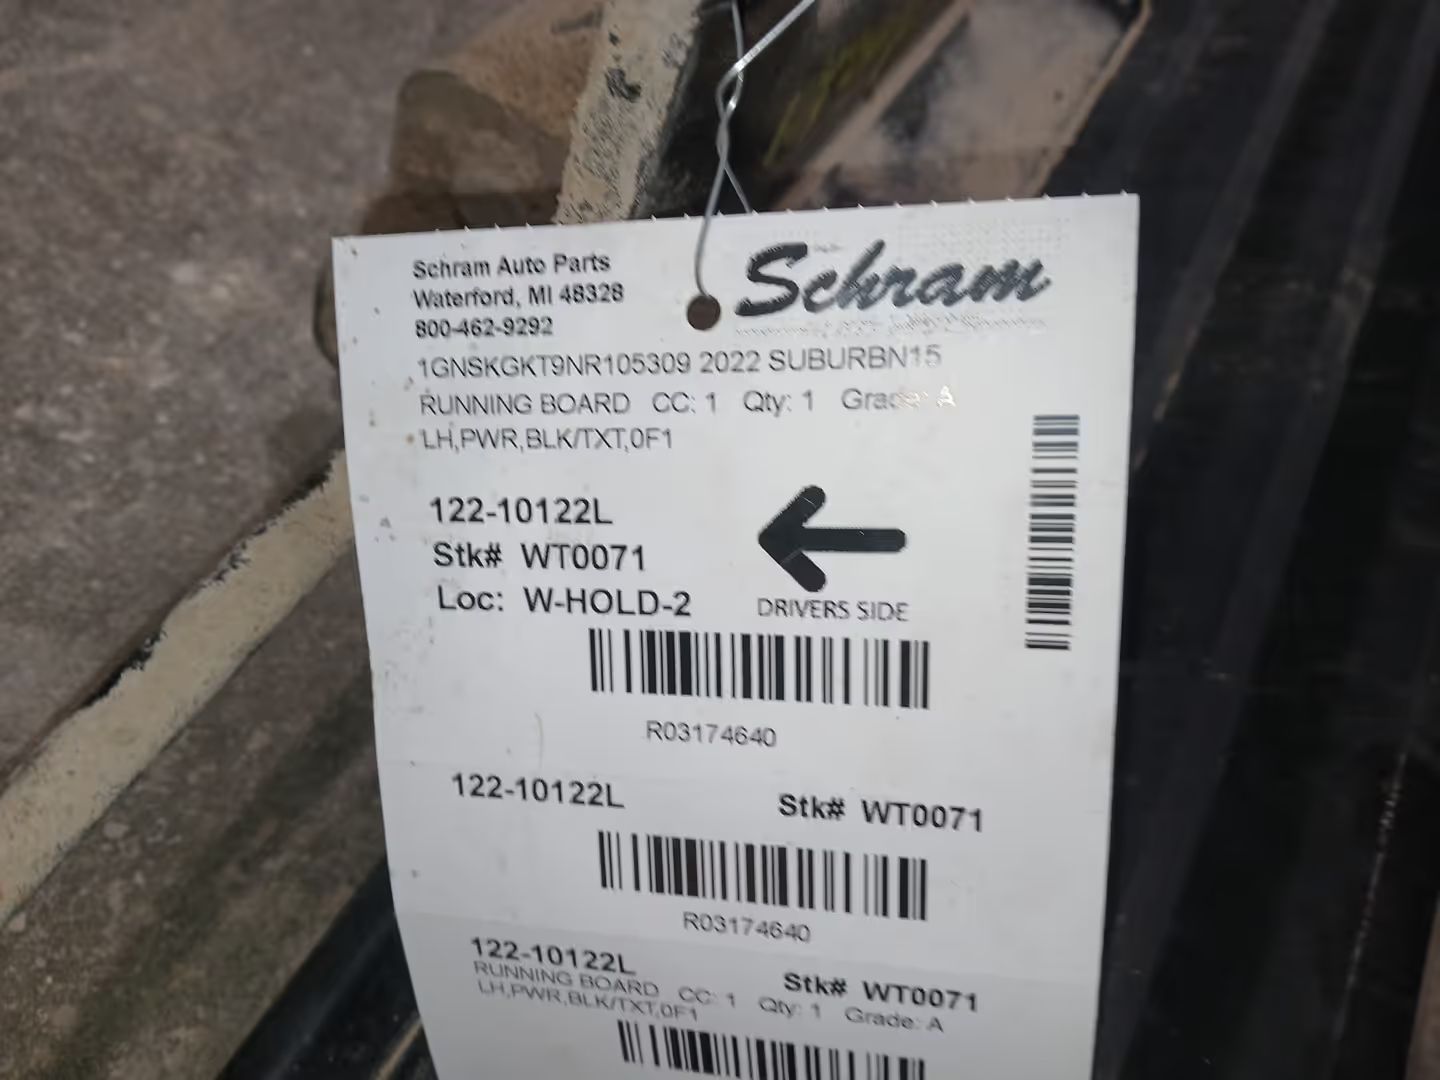 Schram Auto Parts
Waterford, MI 48328
800-462-9292
Schram
1GNSKGKT9NR105309 2022 SUBURBN15
RUNNING BOARD CC: 1 Qty: 1 Grade: A
LH,PWR,BLK/TXT,0F1
122-10122L
Stk# WT0071
Loc: W-HOLD-2
DRIVERS SIDE
R03174640
122-10122L Stk# WT0071
R03174640
122-10122L Stk# WT0071
RUNNING BOARD CC: 1 Qty: 1 Grade: A
LH,PWR,BLK/TXT,0F1